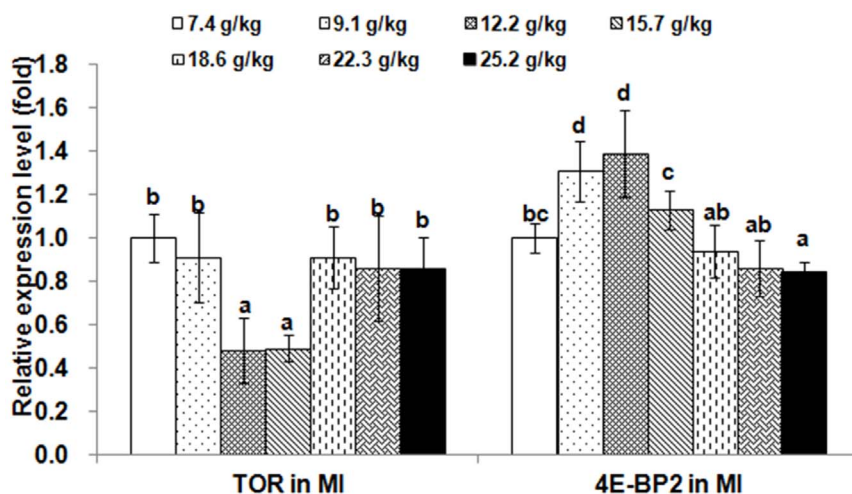 7.4 g/kg 9.1 g/kg 12.2 g/kg 15.7 g/kg
18.6 g/kg 22.3 g/kg 25.2 g/kg
Relative expression level (fold)
1.8
1.6
1.4
1.2
1.0
0.8
0.6
0.4
0.2
0.0
b b a a b b b
bc d d c ab ab a
TOR in MI 4E-BP2 in MI